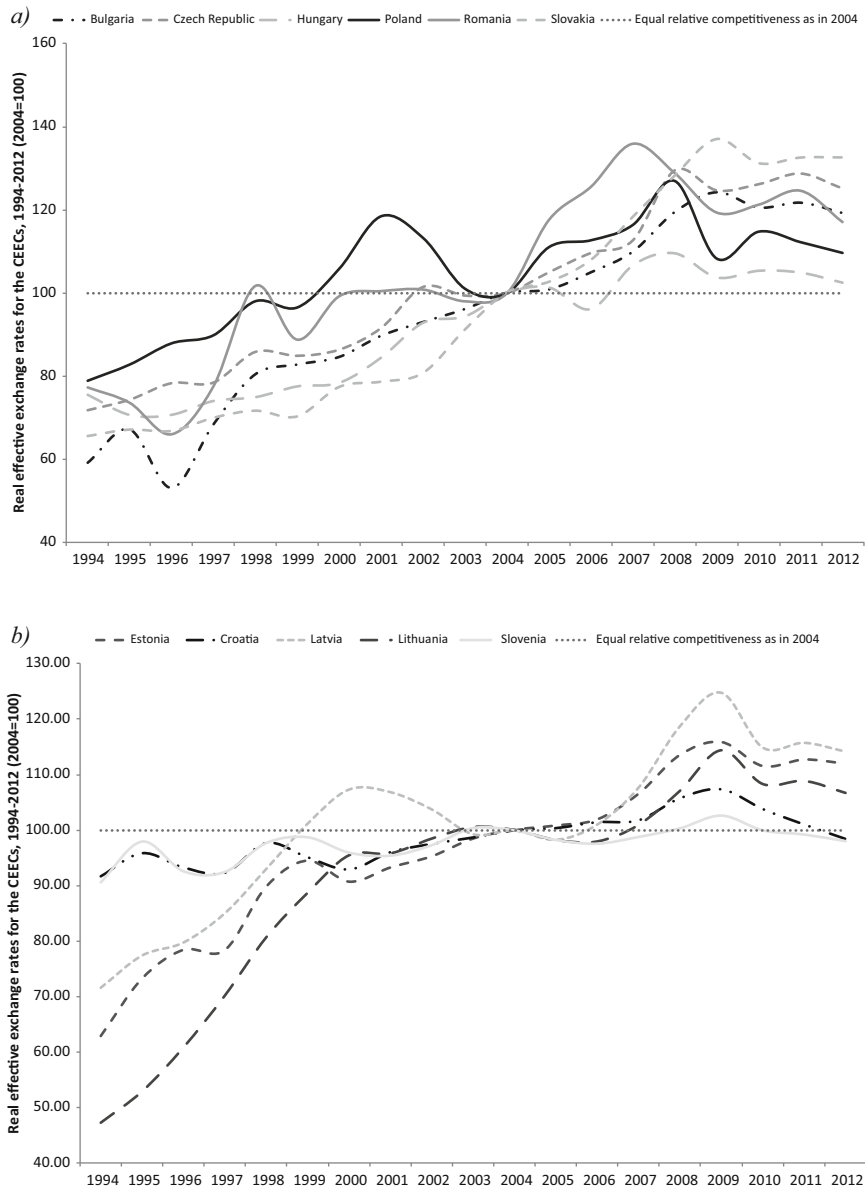 a)
Bulgaria Czech Republic Hungary Poland Romania Slovakia Equal relative competitiveness as in 2004
Real effective exchange rates for the CEECs, 1994-2012 (2004=100)
160
140
120
100
80
60
40
1994 1995 1996 1997 1998 1999 2000 2001 2002 2003 2004 2005 2006 2007 2008 2009 2010 2011 2012
b)
Estonia Croatia Latvia Lithuania Slovenia Equal relative competitiveness as in 2004
Real effective exchange rates for the CEECs, 1994-2012 (2004=100)
130.00
120.00
110.00
100.00
90.00
80.00
70.00
60.00
50.00
40.00
1994 1995 1996 1997 1998 1999 2000 2001 2002 2003 2004 2005 2006 2007 2008 2009 2010 2011 2012